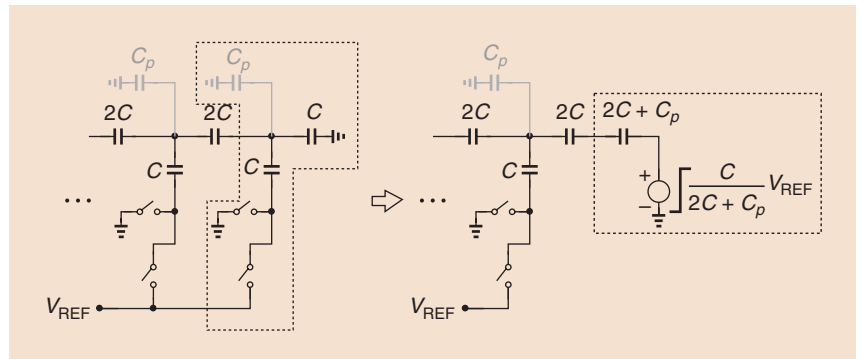 C_p
C_p
2C
2C
C
C
C
...
V_REF
C_p
2C
2C
2C + C_p
C
+
−
C
2C + C_p
V_REF
...
V_REF